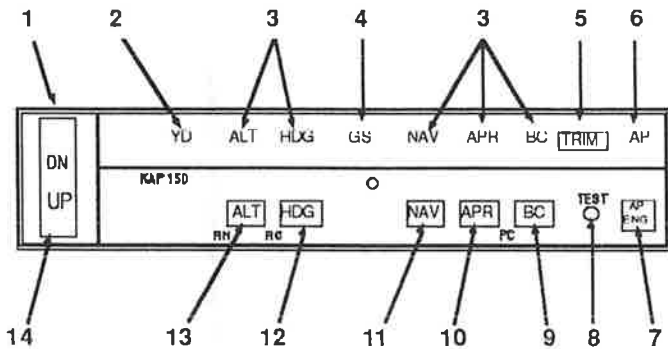 1 2 3 4 3 5 6
YD ALT HDG GS NAV APR BC TRIM AP
DN
UP
KAP 150
ALT HDG NAV APR BC TEST AP ENG
RN RG PC
14 13 12 11 10 9 8 7